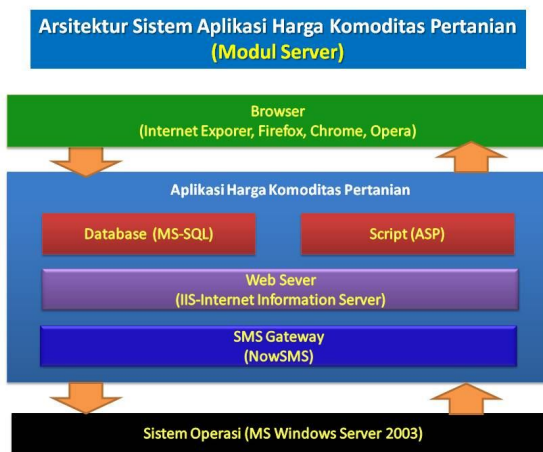 Arsitektur Sistem Aplikasi Harga Komoditas Pertanian
(Modul Server)
Browser
(Internet Exporer, Firefox, Chrome, Opera)
Aplikasi Harga Komoditas Pertanian
Database (MS-SQL)
Script (ASP)
Web Sever
(IIS-Internet Information Server)
SMS Gateway
(NowSMS)
Sistem Operasi (MS Windows Server 2003)